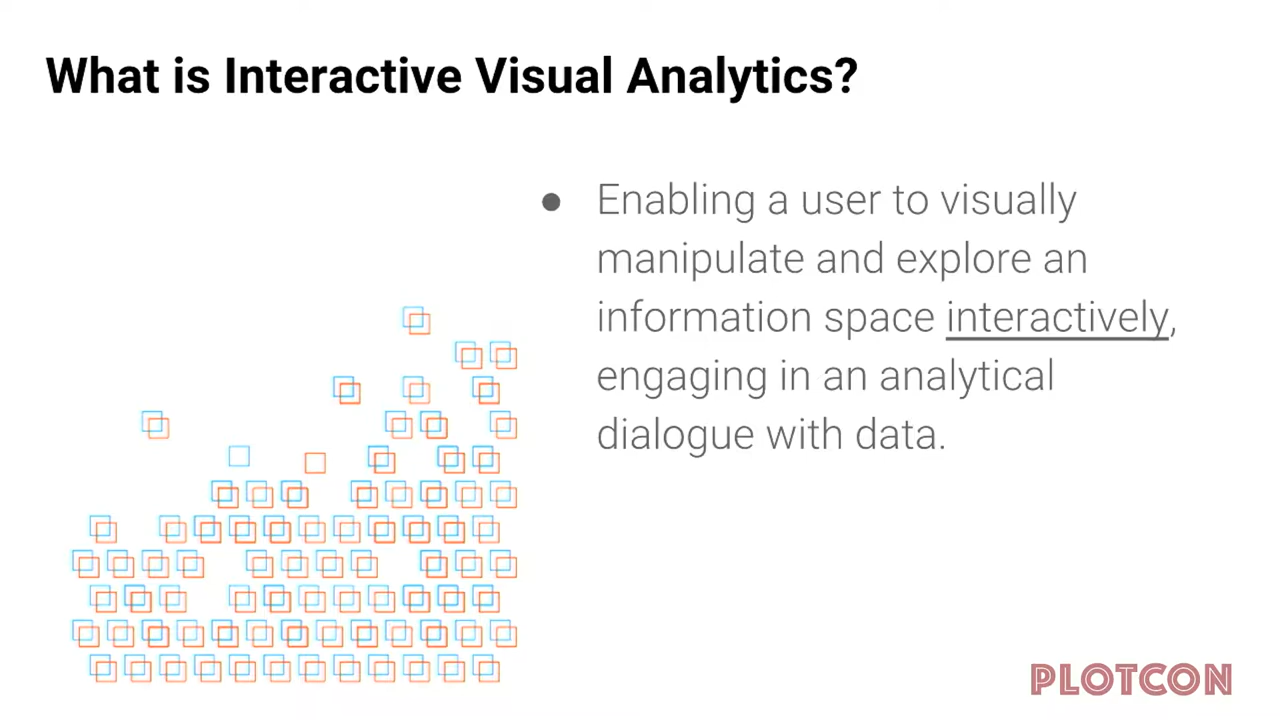 What is Interactive Visual Analytics?
● Enabling a user to visually
manipulate and explore an
information space interactively,
engaging in an analytical
dialogue with data.
PLOTCON